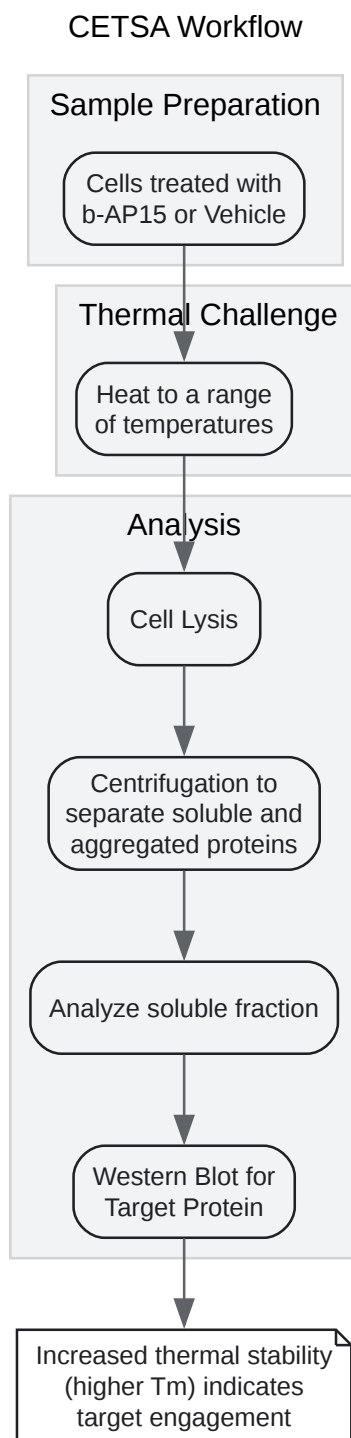 CETSA Workflow
Sample Preparation
Cells treated with
b-AP15 or Vehicle
Thermal Challenge
Heat to a range
of temperatures
Analysis
Cell Lysis
Centrifugation to
separate soluble and
aggregated proteins
Analyze soluble fraction
Western Blot for
Target Protein
Increased thermal stability
(higher Tm) indicates
target engagement